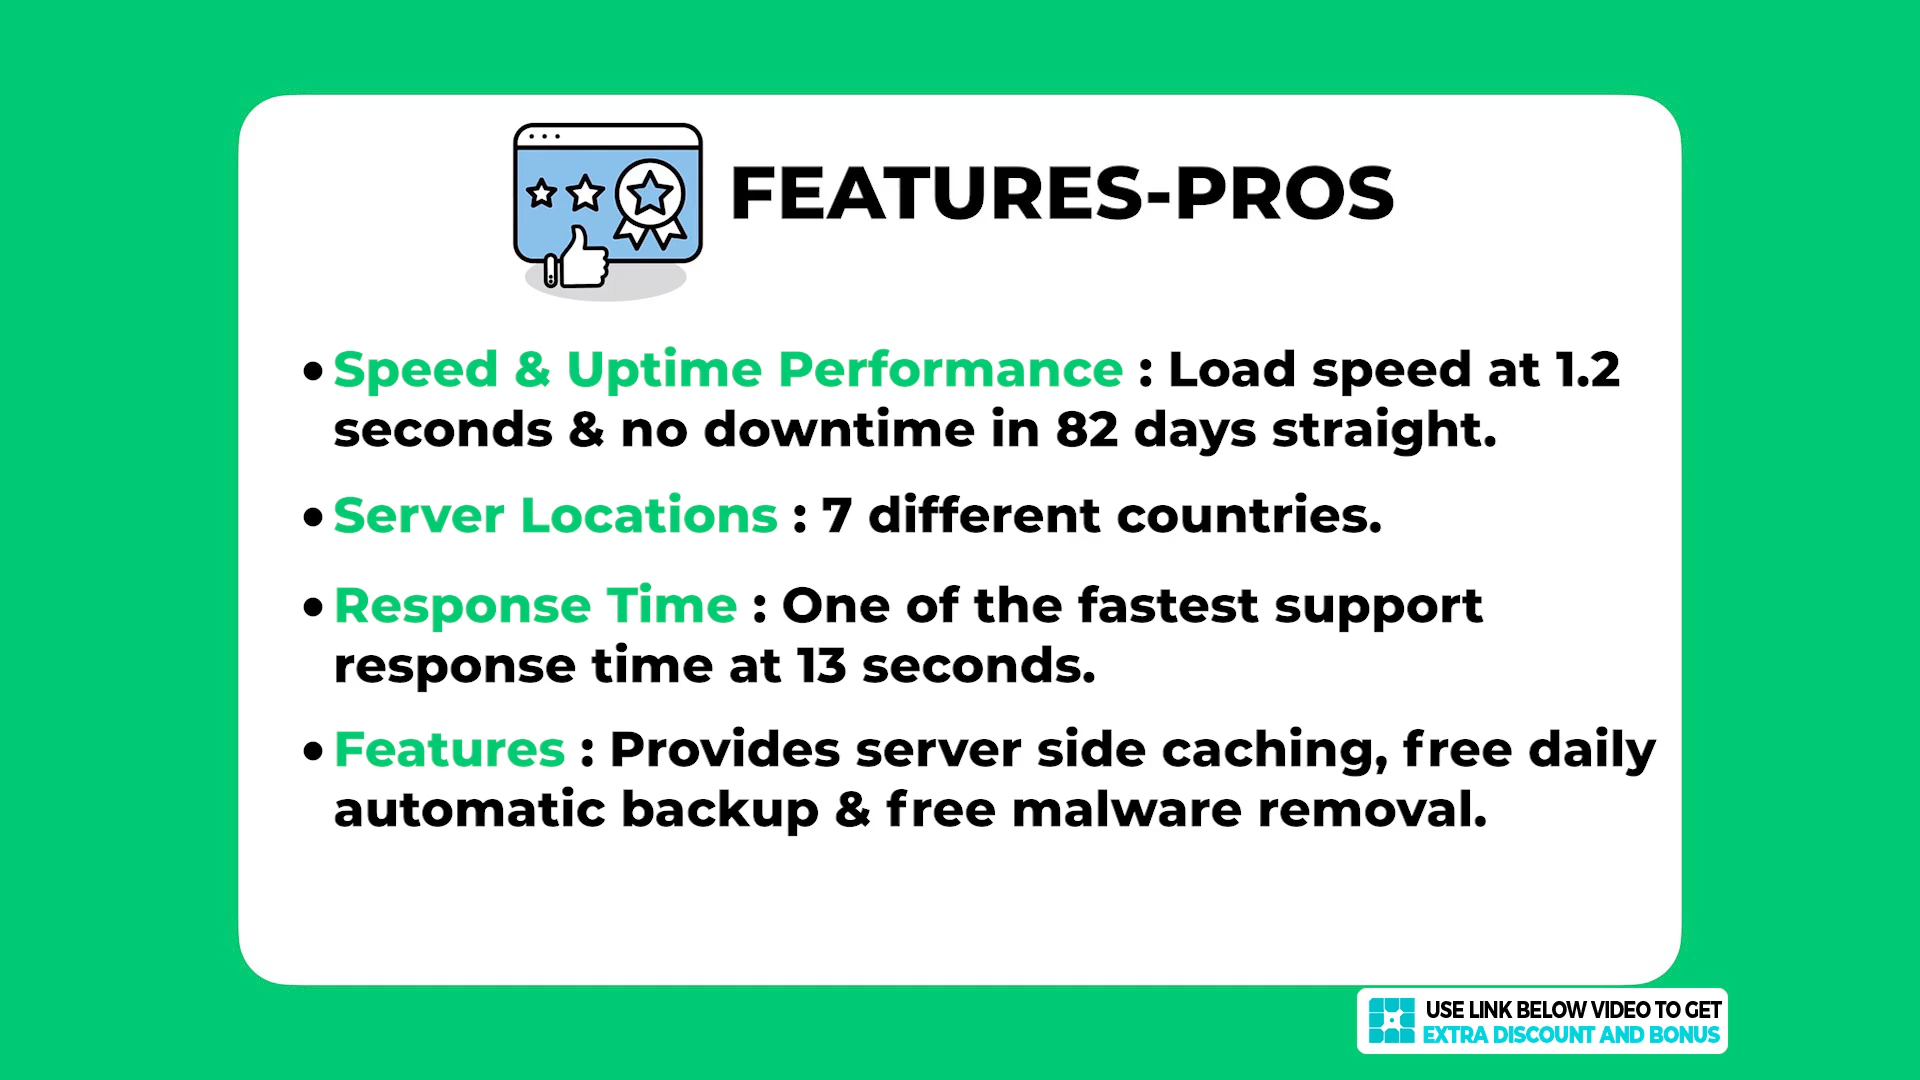 FEATURES-PROS
• Speed & Uptime Performance : Load speed at 1.2
seconds & no downtime in 82 days straight.
• Server Locations : 7 different countries.
• Response Time : One of the fastest support
response time at 13 seconds.
• Features : Provides server side caching, free daily
automatic backup & free malware removal.
USE LINK BELOW VIDEO TO GET
EXTRA DISCOUNT AND BONUS